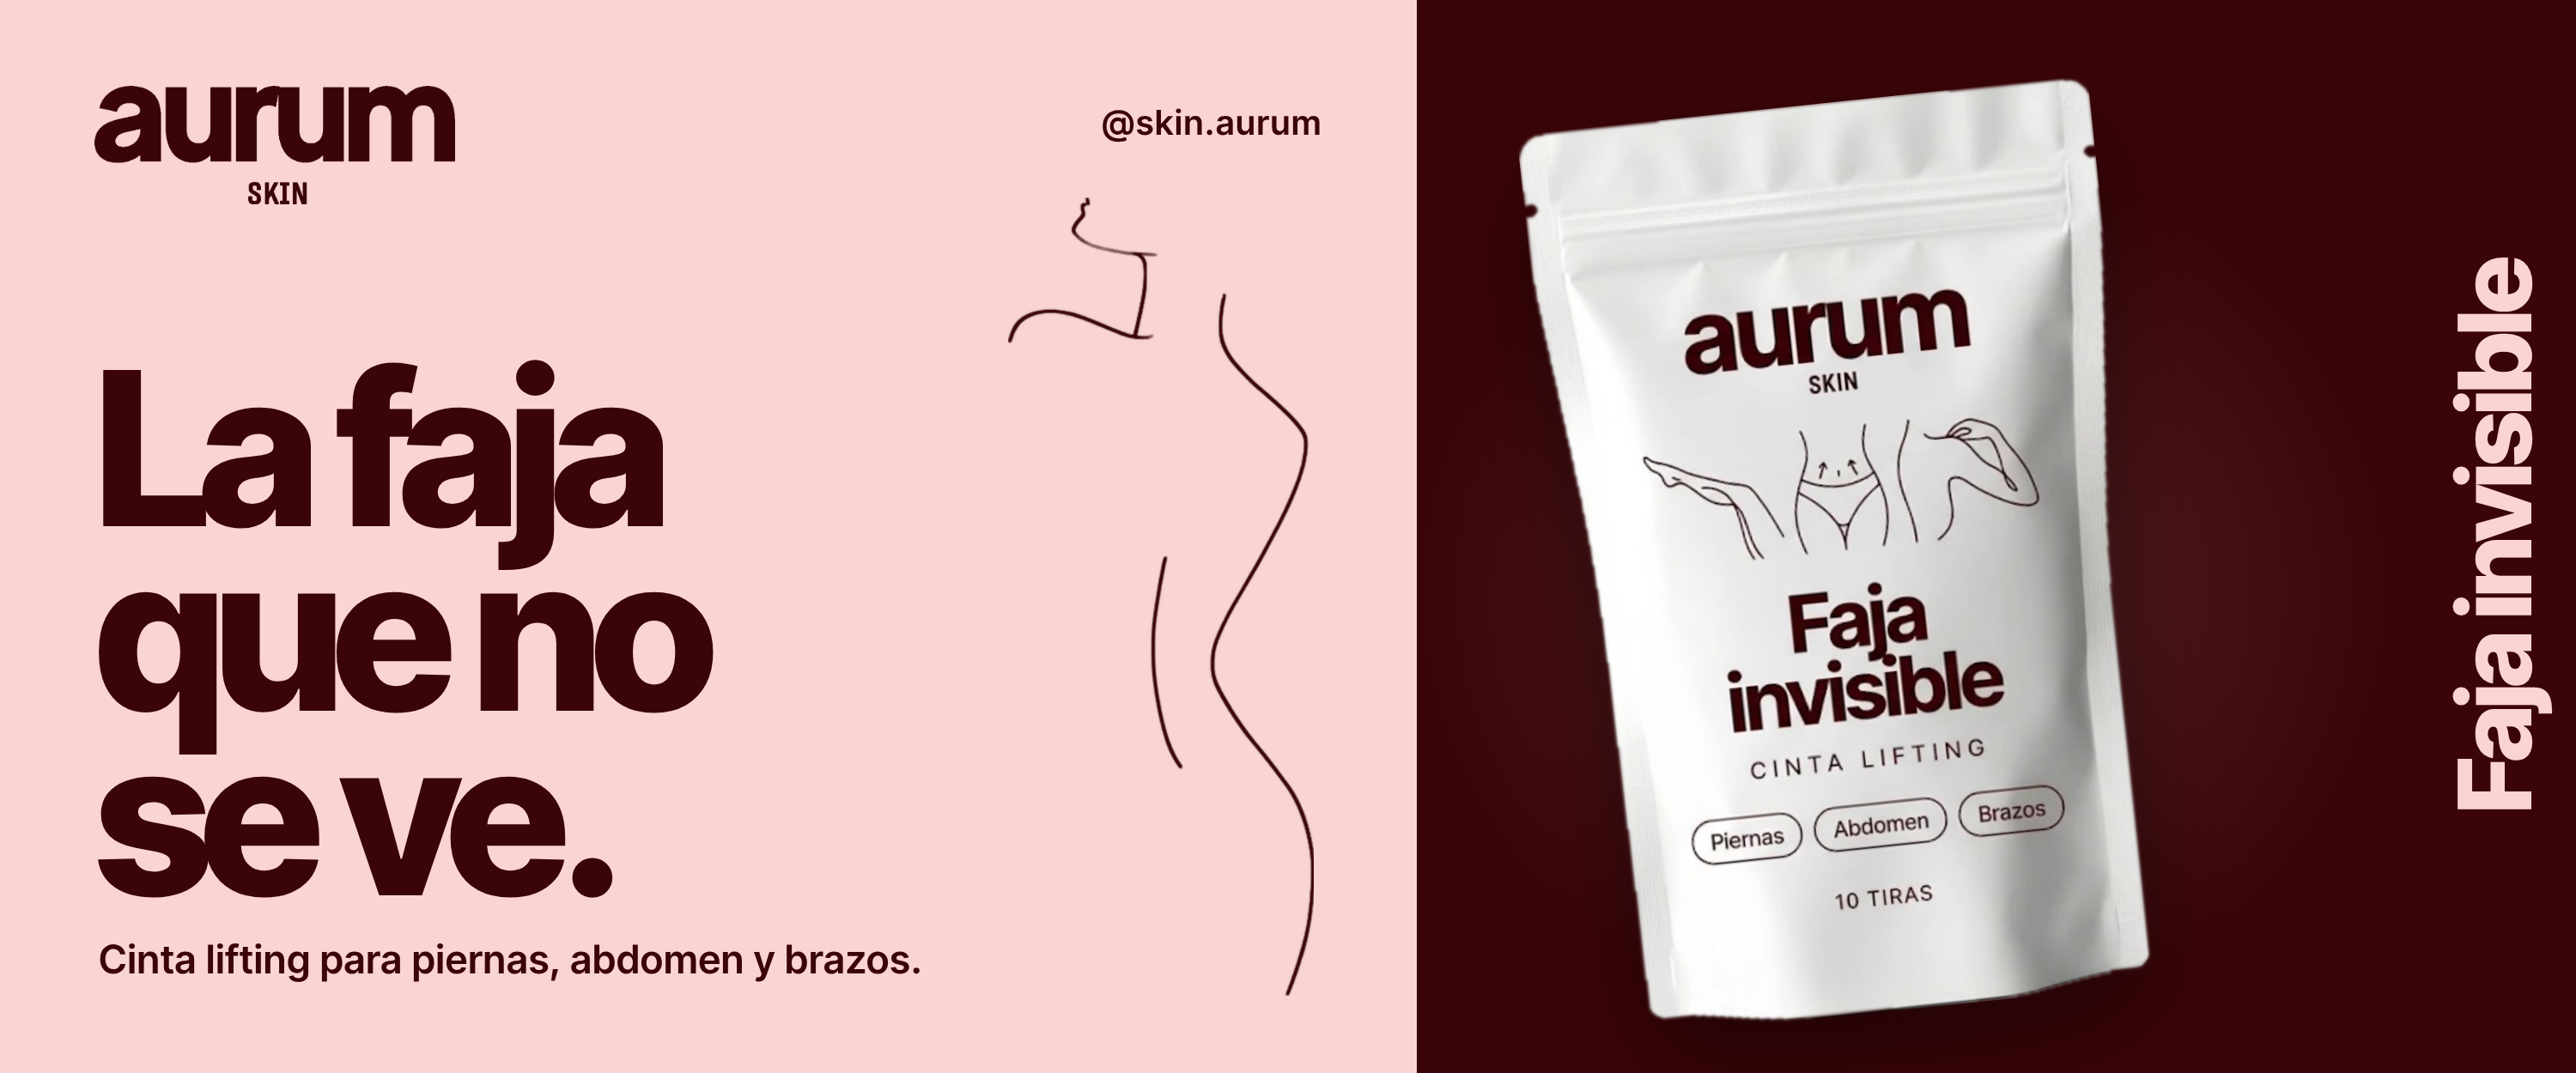 aurum
SKIN
@skin.aurum
La faja
que no
se ve.
Cinta lifting para piernas, abdomen y brazos.
aurum
SKIN
Faja
invisible
CINTA LIFTING
Piernas
Abdomen
Brazos
10 TIRAS
Faja invisible